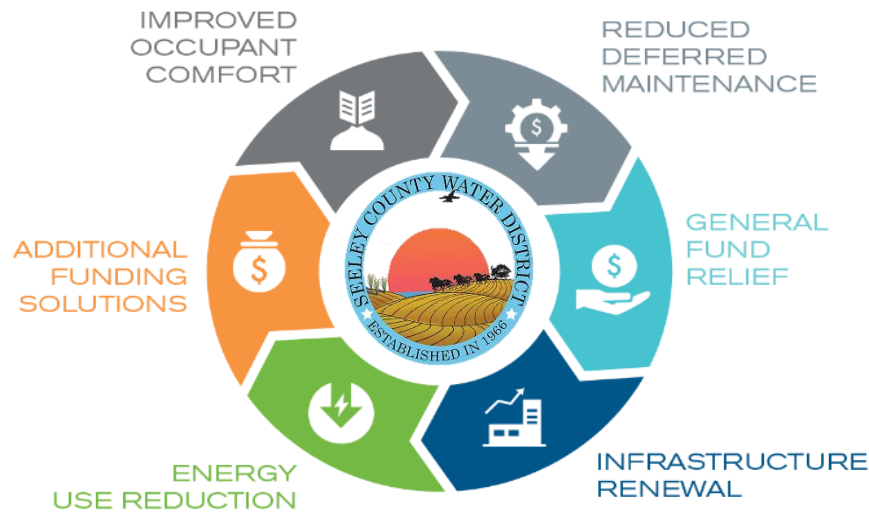 IMPROVED
OCCUPANT
COMFORT
REDUCED
DEFERRED
MAINTENANCE
$
SEELEY COUNTY WATER DISTRICT
ESTABLISHED IN 1966
ADDITIONAL
FUNDING
SOLUTIONS
$
GENERAL
FUND
RELIEF
$
ENERGY
USE REDUCTION
INFRASTRUCTURE
RENEWAL